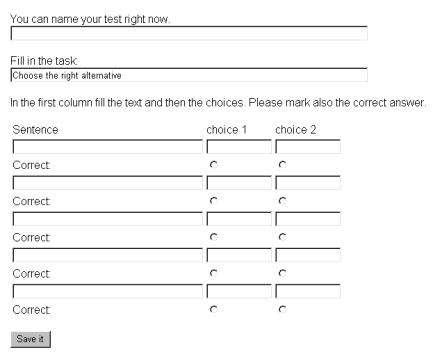 You can name your test right now.
Fill in the task:
Choose the right alternative
In the first column fill the text and then the choices. Please mark also the correct answer.
Sentence choice 1 choice 2
Correct:
Correct:
Correct:
Correct:
Correct:
Save it